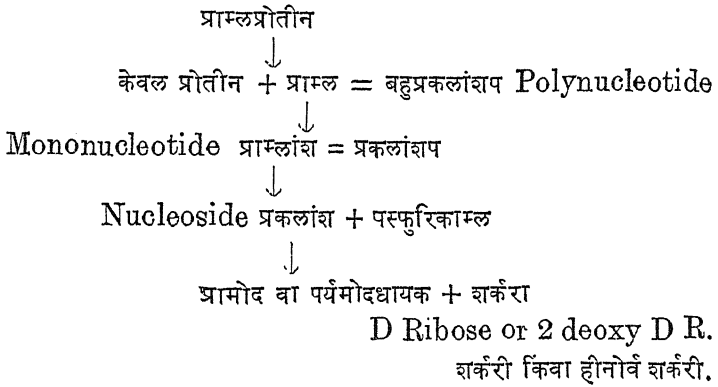 प्राम्लप्रोतीन
↓
केवल प्रोतीन + प्राम्ल = बहुप्रकलांशप Polynucleotide
↓
Mononucleotide प्राम्लांश = प्रकलांशप
↓
Nucleoside प्रकलांश + पस्फुरिकाम्ल
↓
प्रामोद वा पर्यमोदधायक + शर्करा
D Ribose or 2 deoxy D R.
शर्करी किंवा हीनोर्व शर्करी.